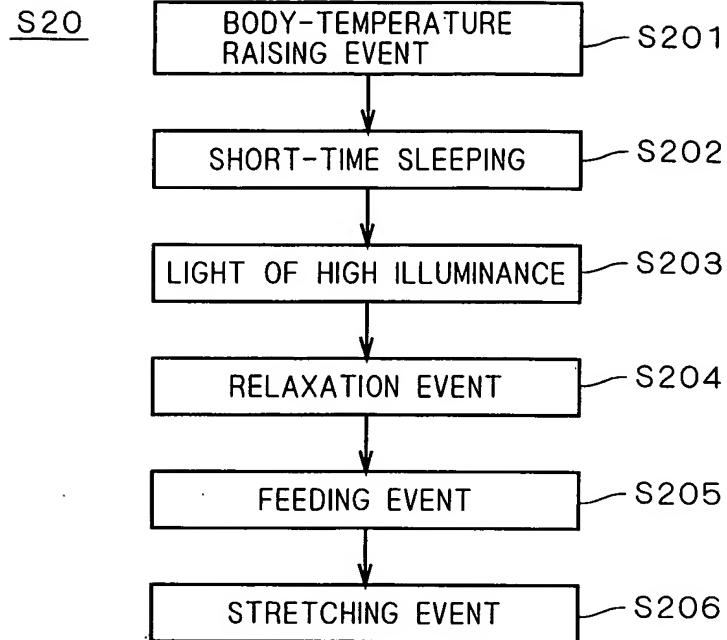 S20
BODY-TEMPERATURE
RAISING EVENT
S201
SHORT-TIME SLEEPING
S202
LIGHT OF HIGH ILLUMINANCE
S203
RELAXATION EVENT
S204
FEEDING EVENT
S205
STRETCHING EVENT
S206